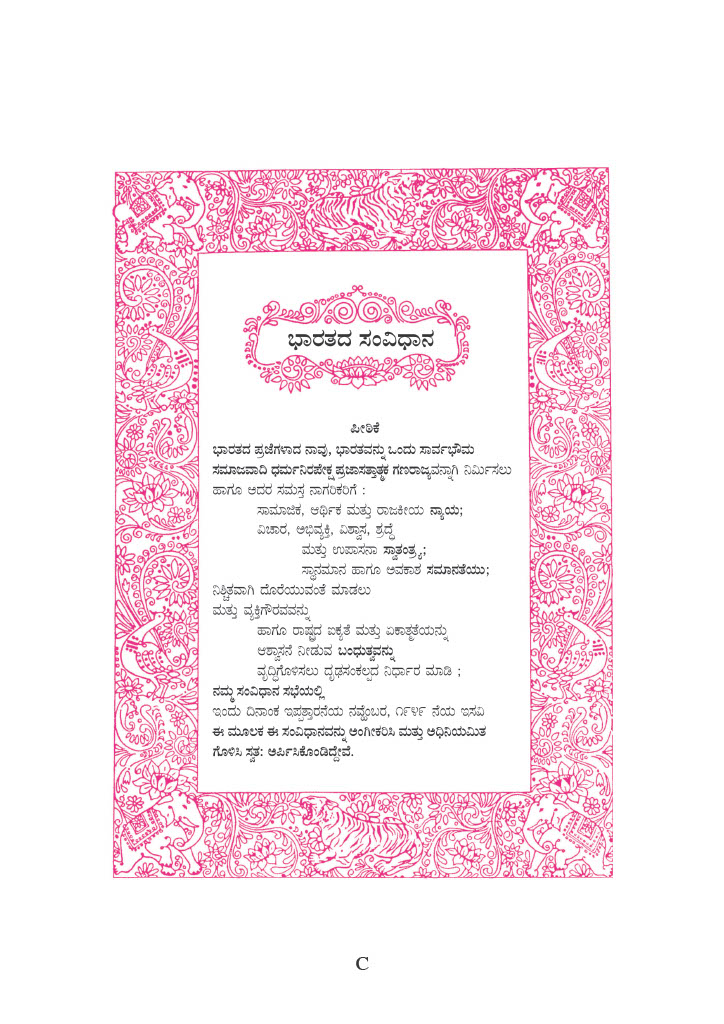 ಭಾರತದ ಸಂವಿಧಾನ
ಪೀಠಿಕೆ
ಭಾರತದ ಪ್ರಜೆಗಳಾದ ನಾವು, ಭಾರತವನ್ನು ಒಂದು ಸಾರ್ವಭೌಮ
ಸಮಾಜವಾದಿ ಧರ್ಮನಿರಪೇಕ್ಷ ಪ್ರಜಾಸತ್ತಾತ್ಮಕ ಗಣರಾಜ್ಯವನ್ನಾಗಿ ನಿರ್ಮಿಸಲು
ಹಾಗೂ ಅದರ ಸಮಸ್ತ ನಾಗರಿಕರಿಗೆ :
ಸಾಮಾಜಿಕ, ಆರ್ಥಿಕ ಮತ್ತು ರಾಜಕೀಯ ನ್ಯಾಯ;
ವಿಚಾರ, ಅಭಿವ್ಯಕ್ತಿ, ವಿಶ್ವಾಸ, ಶ್ರದ್ಧೆ
ಮತ್ತು ಉಪಾಸನಾ ಸ್ವಾತಂತ್ರ್ಯ;
ಸ್ಥಾನಮಾನ ಹಾಗೂ ಅವಕಾಶ ಸಮಾನತೆಯು;
ನಿಶ್ಚಿತವಾಗಿ ದೊರೆಯುವಂತೆ ಮಾಡಲು
ಮತ್ತು ವ್ಯಕ್ತಿಗೌರವವನ್ನು
ಹಾಗೂ ರಾಷ್ಟ್ರದ ಐಕ್ಯತೆ ಮತ್ತು ಏಕಾತ್ಮತೆಯನ್ನು
ಆಶ್ವಾಸನೆ ನೀಡುವ ಬಂಧುತ್ವವನ್ನು
ವೃದ್ಧಿಗೊಳಿಸಲು ದೃಢಸಂಕಲ್ಪದ ನಿರ್ಧಾರ ಮಾಡಿ ;
ನಮ್ಮ ಸಂವಿಧಾನ ಸಭೆಯಲ್ಲಿ
ಇಂದು ದಿನಾಂಕ ಇಪ್ಪತ್ತಾರನೆಯ ನವ್ಹೆಂಬರ, ೧೯೪೯ ನೆಯ ಇಸವಿ
ಈ ಮೂಲಕ ಈ ಸಂವಿಧಾನವನ್ನು ಅಂಗೀಕರಿಸಿ ಮತ್ತು ಅಧಿನಿಯಮಿತ
ಗೊಳಿಸಿ ಸ್ವತ: ಅರ್ಪಿಸಿಕೊಂಡಿದ್ದೇವೆ.
C